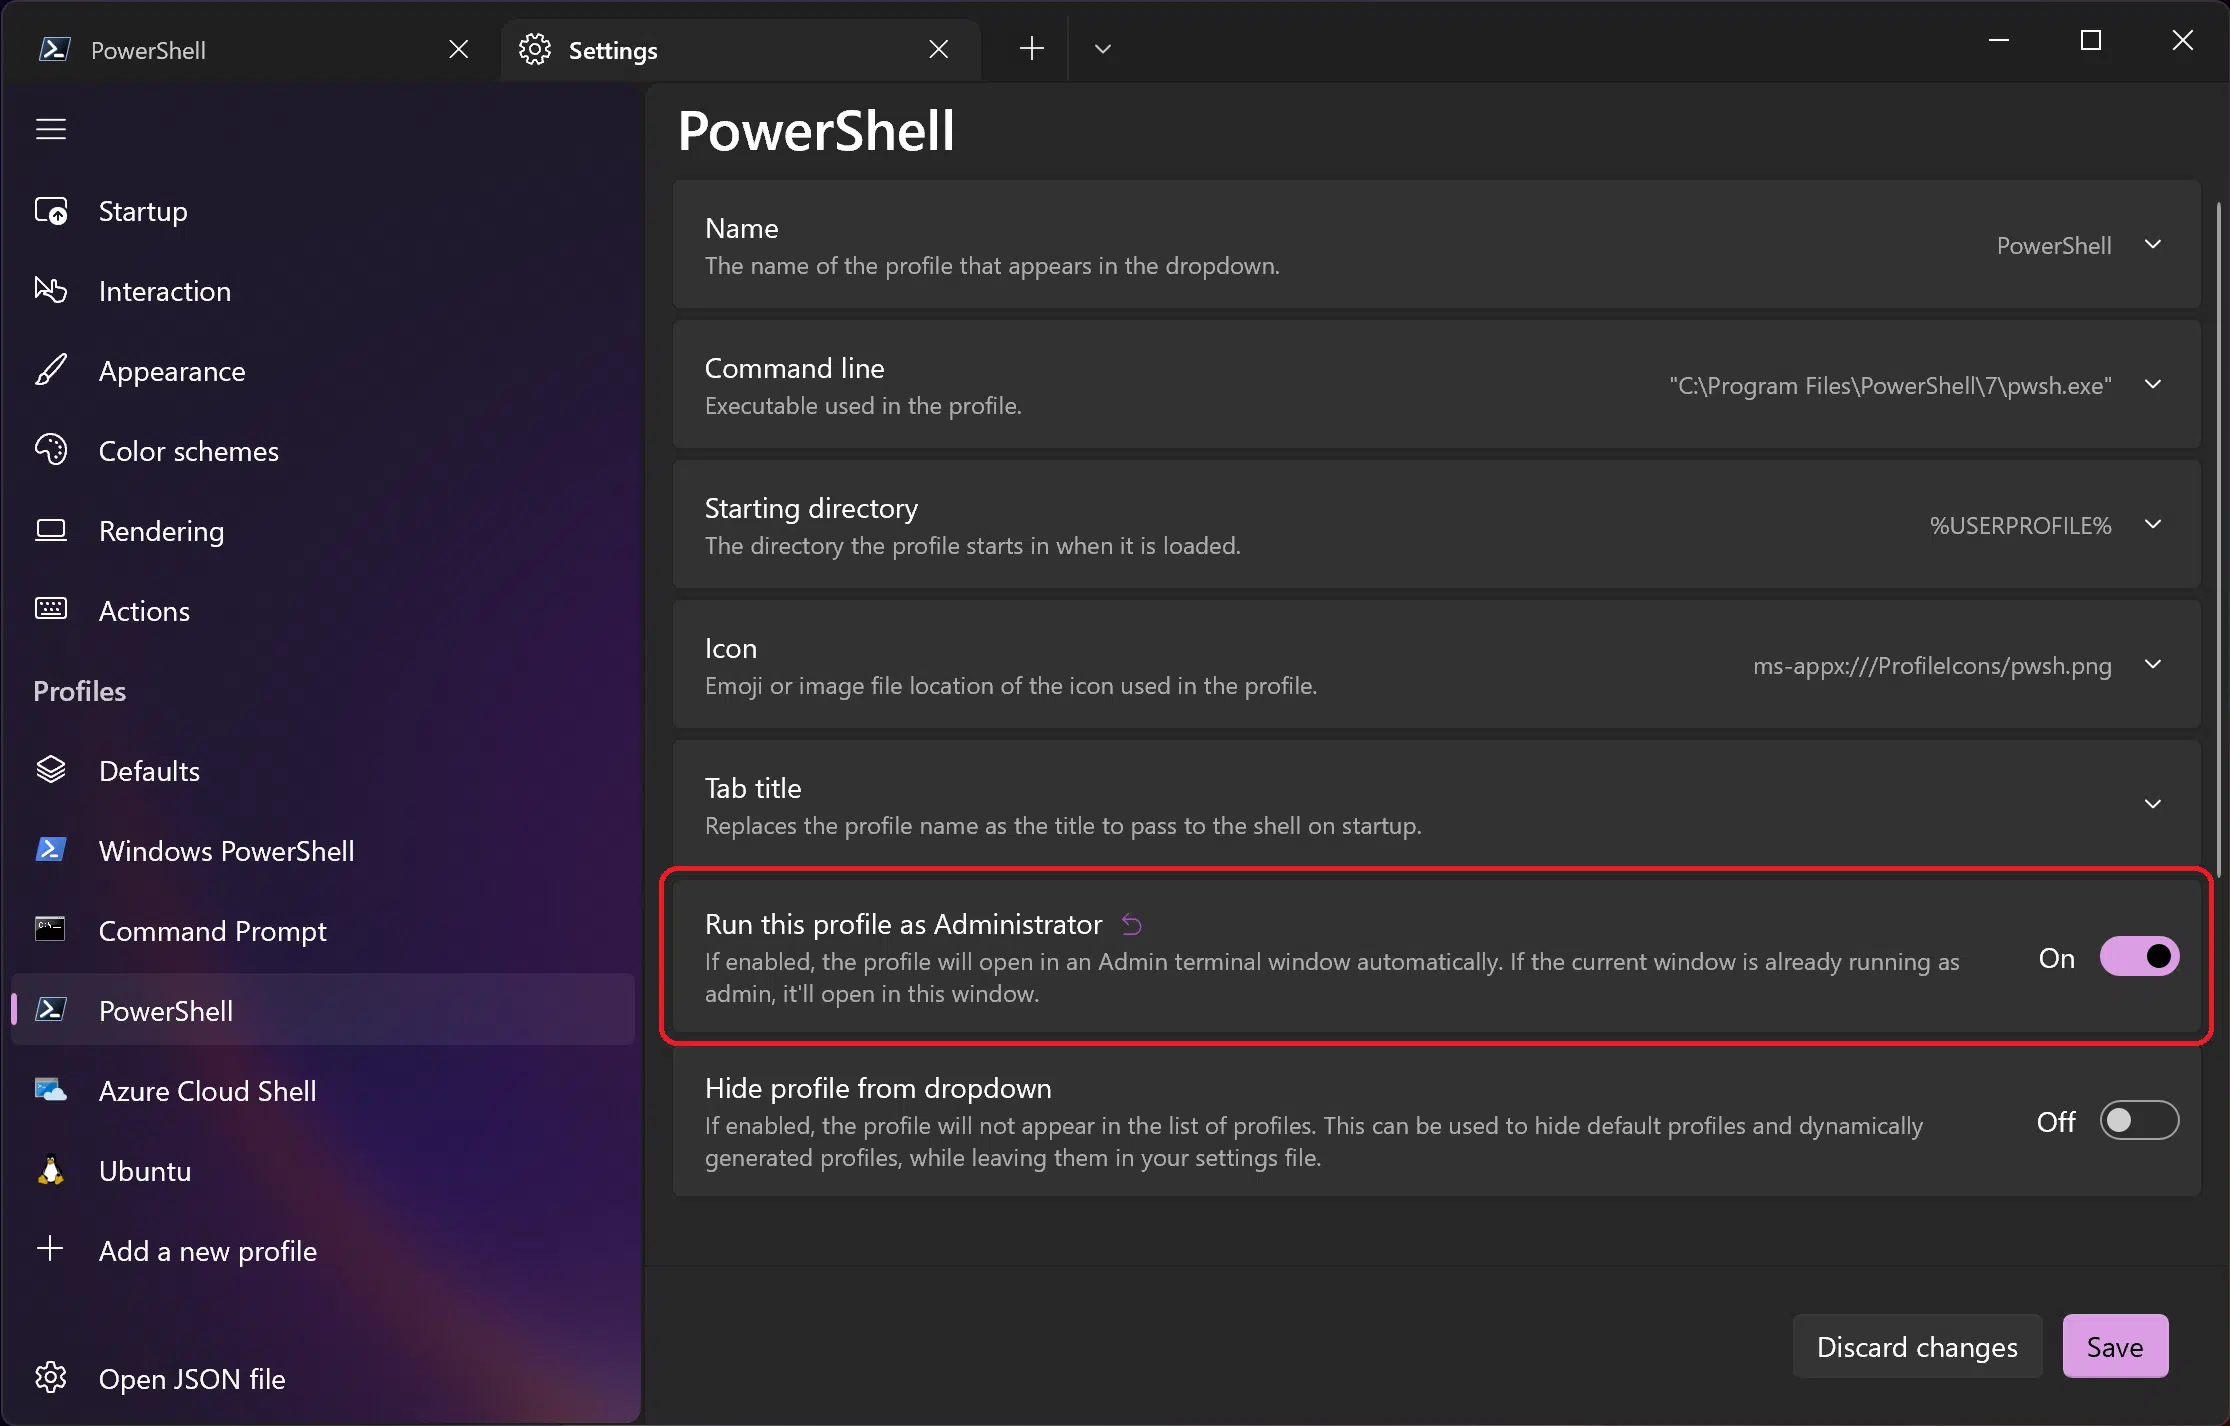 PowerShell
Settings
Startup
Interaction
Appearance
Color schemes
Rendering
Actions
Profiles
Defaults
Windows PowerShell
Command Prompt
PowerShell
Azure Cloud Shell
Ubuntu
Add a new profile
Open JSON file
PowerShell
Name
The name of the profile that appears in the dropdown.
PowerShell
Command line
Executable used in the profile.
"C:\Program Files\PowerShell\7\pwsh.exe"
Starting directory
The directory the profile starts in when it is loaded.
%USERPROFILE%
Icon
Emoji or image file location of the icon used in the profile.
ms-appx:///ProfileIcons/pwsh.png
Tab title
Replaces the profile name as the title to pass to the shell on startup.
Run this profile as Administrator
If enabled, the profile will open in an Admin terminal window automatically. If the current window is already running as
admin, it'll open in this window.
On
Hide profile from dropdown
If enabled, the profile will not appear in the list of profiles. This can be used to hide default profiles and dynamically
generated profiles, while leaving them in your settings file.
Off
Discard changes
Save